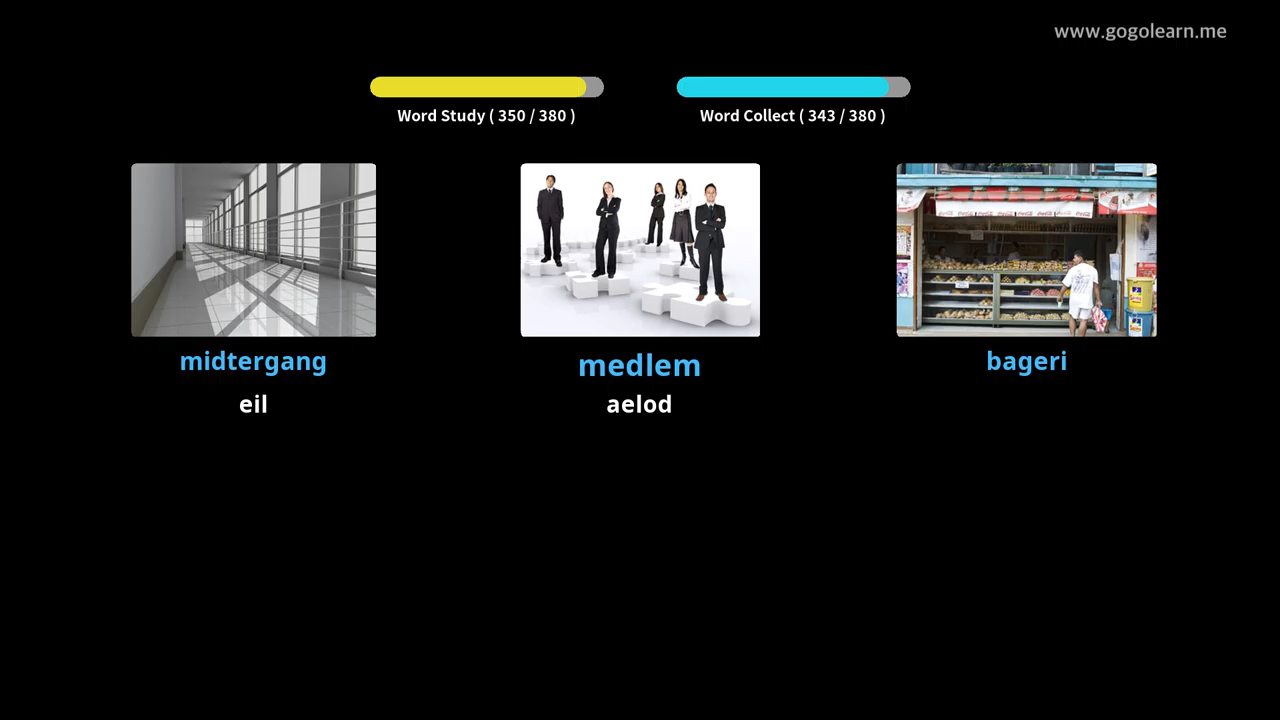 www.gogolearn.me
Word Study ( 350 / 380 )
Word Collect ( 343 / 380 )
midtergang
medlem
bageri
eil
aelod